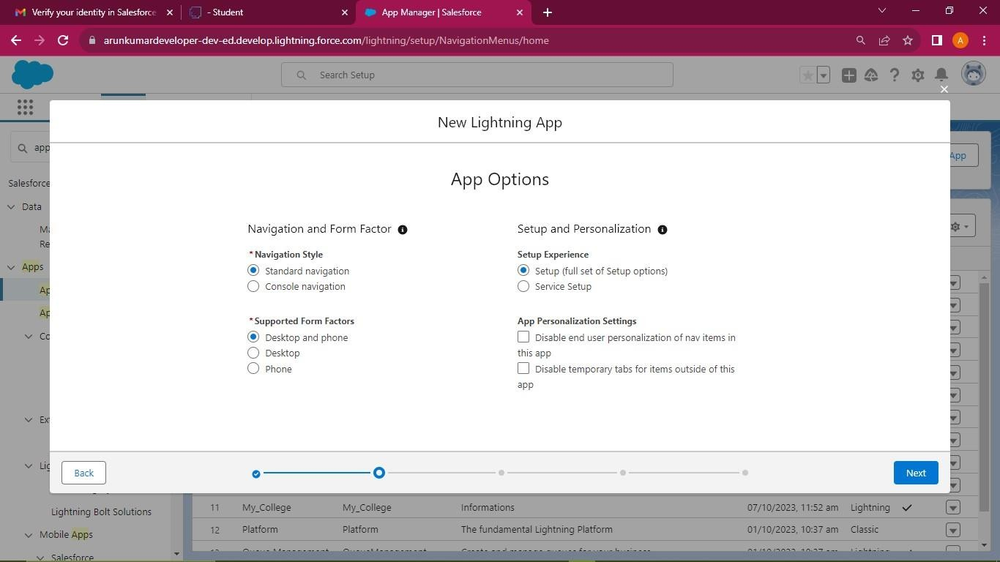 Verify your identity in Salesforce
- Student
App Manager | Salesforce
arunkumardeveloper-dev-ed.develop.lightning.force.com/lightning/setup/NavigationMenus/home
A
Search Setup
New Lightning App
app
App
Salesforce
App Options
Data
Navigation and Form Factor
Setup and Personalization
Ma
Re
* Navigation Style
Setup Experience
Apps
Standard navigation
Setup (full set of Setup options)
Ap
Console navigation
Service Setup
Ap
* Supported Form Factors
App Personalization Settings
Co
Desktop and phone
Disable end user personalization of nav items in
this app
Desktop
Phone
Disable temporary tabs for items outside of this
app
Ext
Lig
Back
Next
Lightning Bolt Solutions
11 My_College My_College Informations 07/10/2023, 11:52 am Lightning
Mobile Apps
12 Platform Platform The fundamental Lightning Platform 01/10/2023, 10:37 am Classic
Salesforce